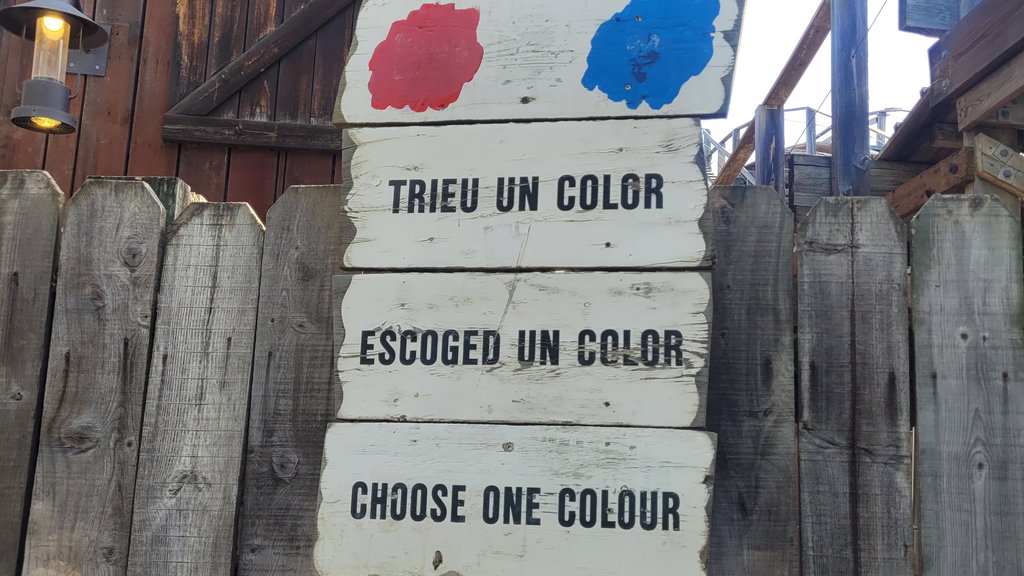 TRIEU UN COLOR
ESCOGED UN COLOR
CHOOSE ONE COLOUR